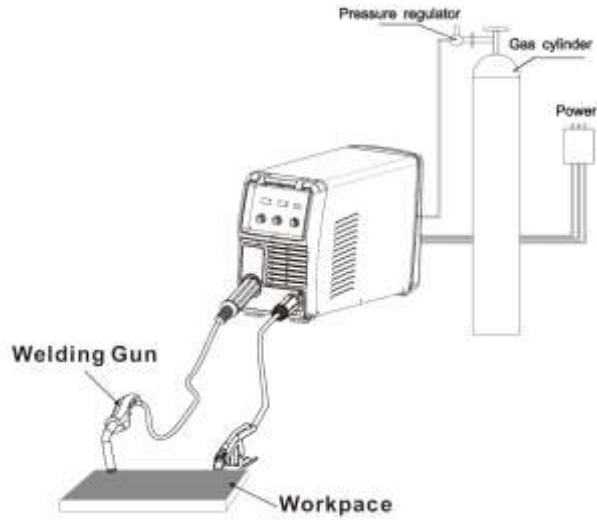 Pressure regulator
Gas cylinder
Power
Welding Gun
Workpace